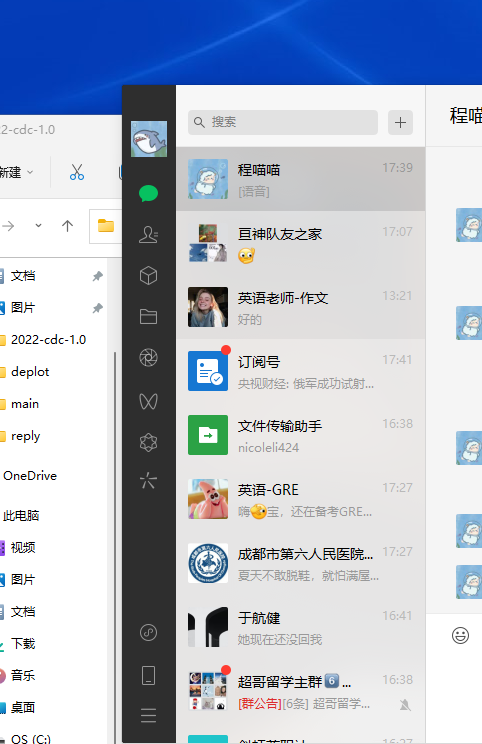 22-cdc-1.0
新建
文档
图片
2022-cdc-1.0
deplot
main
reply
OneDrive
此电脑
视频
图片
文档
下载
音乐
桌面
OS (C:)
搜索
程喵喵
17:39
[语音]
亘神队友之家
17:07
英语老师-作文
13:21
好的
订阅号
17:41
央视财经: 俄军成功试射...
文件传输助手
16:38
nicoleli424
英语-GRE
17:27
嗨宝，还在备考GRE...
成都市第六人民医院...
17:27
夏天不敢脱鞋，就怕满屋...
于航健
16:41
她现在还没回我
超哥留学主群6...
16:38
[群公告][6条] 超哥留学...
16:27
程喵